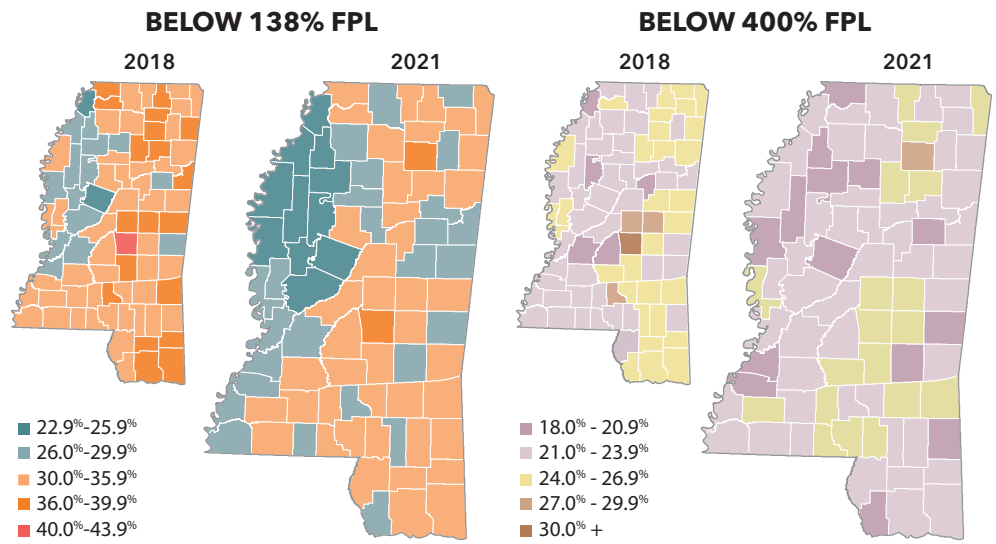 BELOW 138% FPL
2018
2021
22.9%-25.9%
26.0%-29.9%
30.0%-35.9%
36.0%-39.9%
40.0%-43.9%
BELOW 400% FPL
2018
2021
18.0% - 20.9%
21.0% - 23.9%
24.0% - 26.9%
27.0% - 29.9%
30.0% +